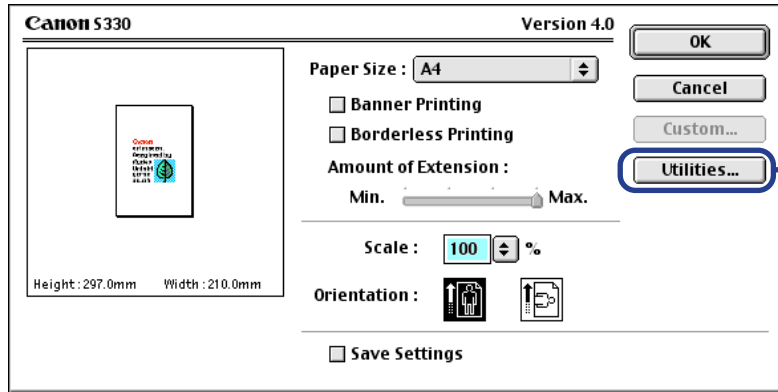 Canon S330
Version 4.0
OK
Paper Size : A4
Cancel
Banner Printing
Custom...
Borderless Printing
Utilities...
Amount of Extension :
Min. Max.
Scale : 100 %
Height:297.0mm Width:210.0mm
Orientation :
Save Settings
Canon